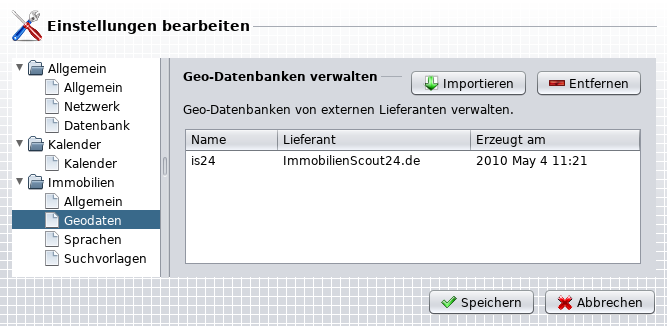 Einstellungen bearbeiten
Allgemein
Allgemein
Netzwerk
Datenbank
Kalender
Kalender
Immobilien
Allgemein
Geodaten
Sprachen
Suchvorlagen
Geo-Datenbanken verwalten
Importieren
Entfernen
Geo-Datenbanken von externen Lieferanten verwalten.
Name Lieferant Erzeugt am
is24 ImmobilienScout24.de 2010 May 4 11:21
Speichern
Abbrechen